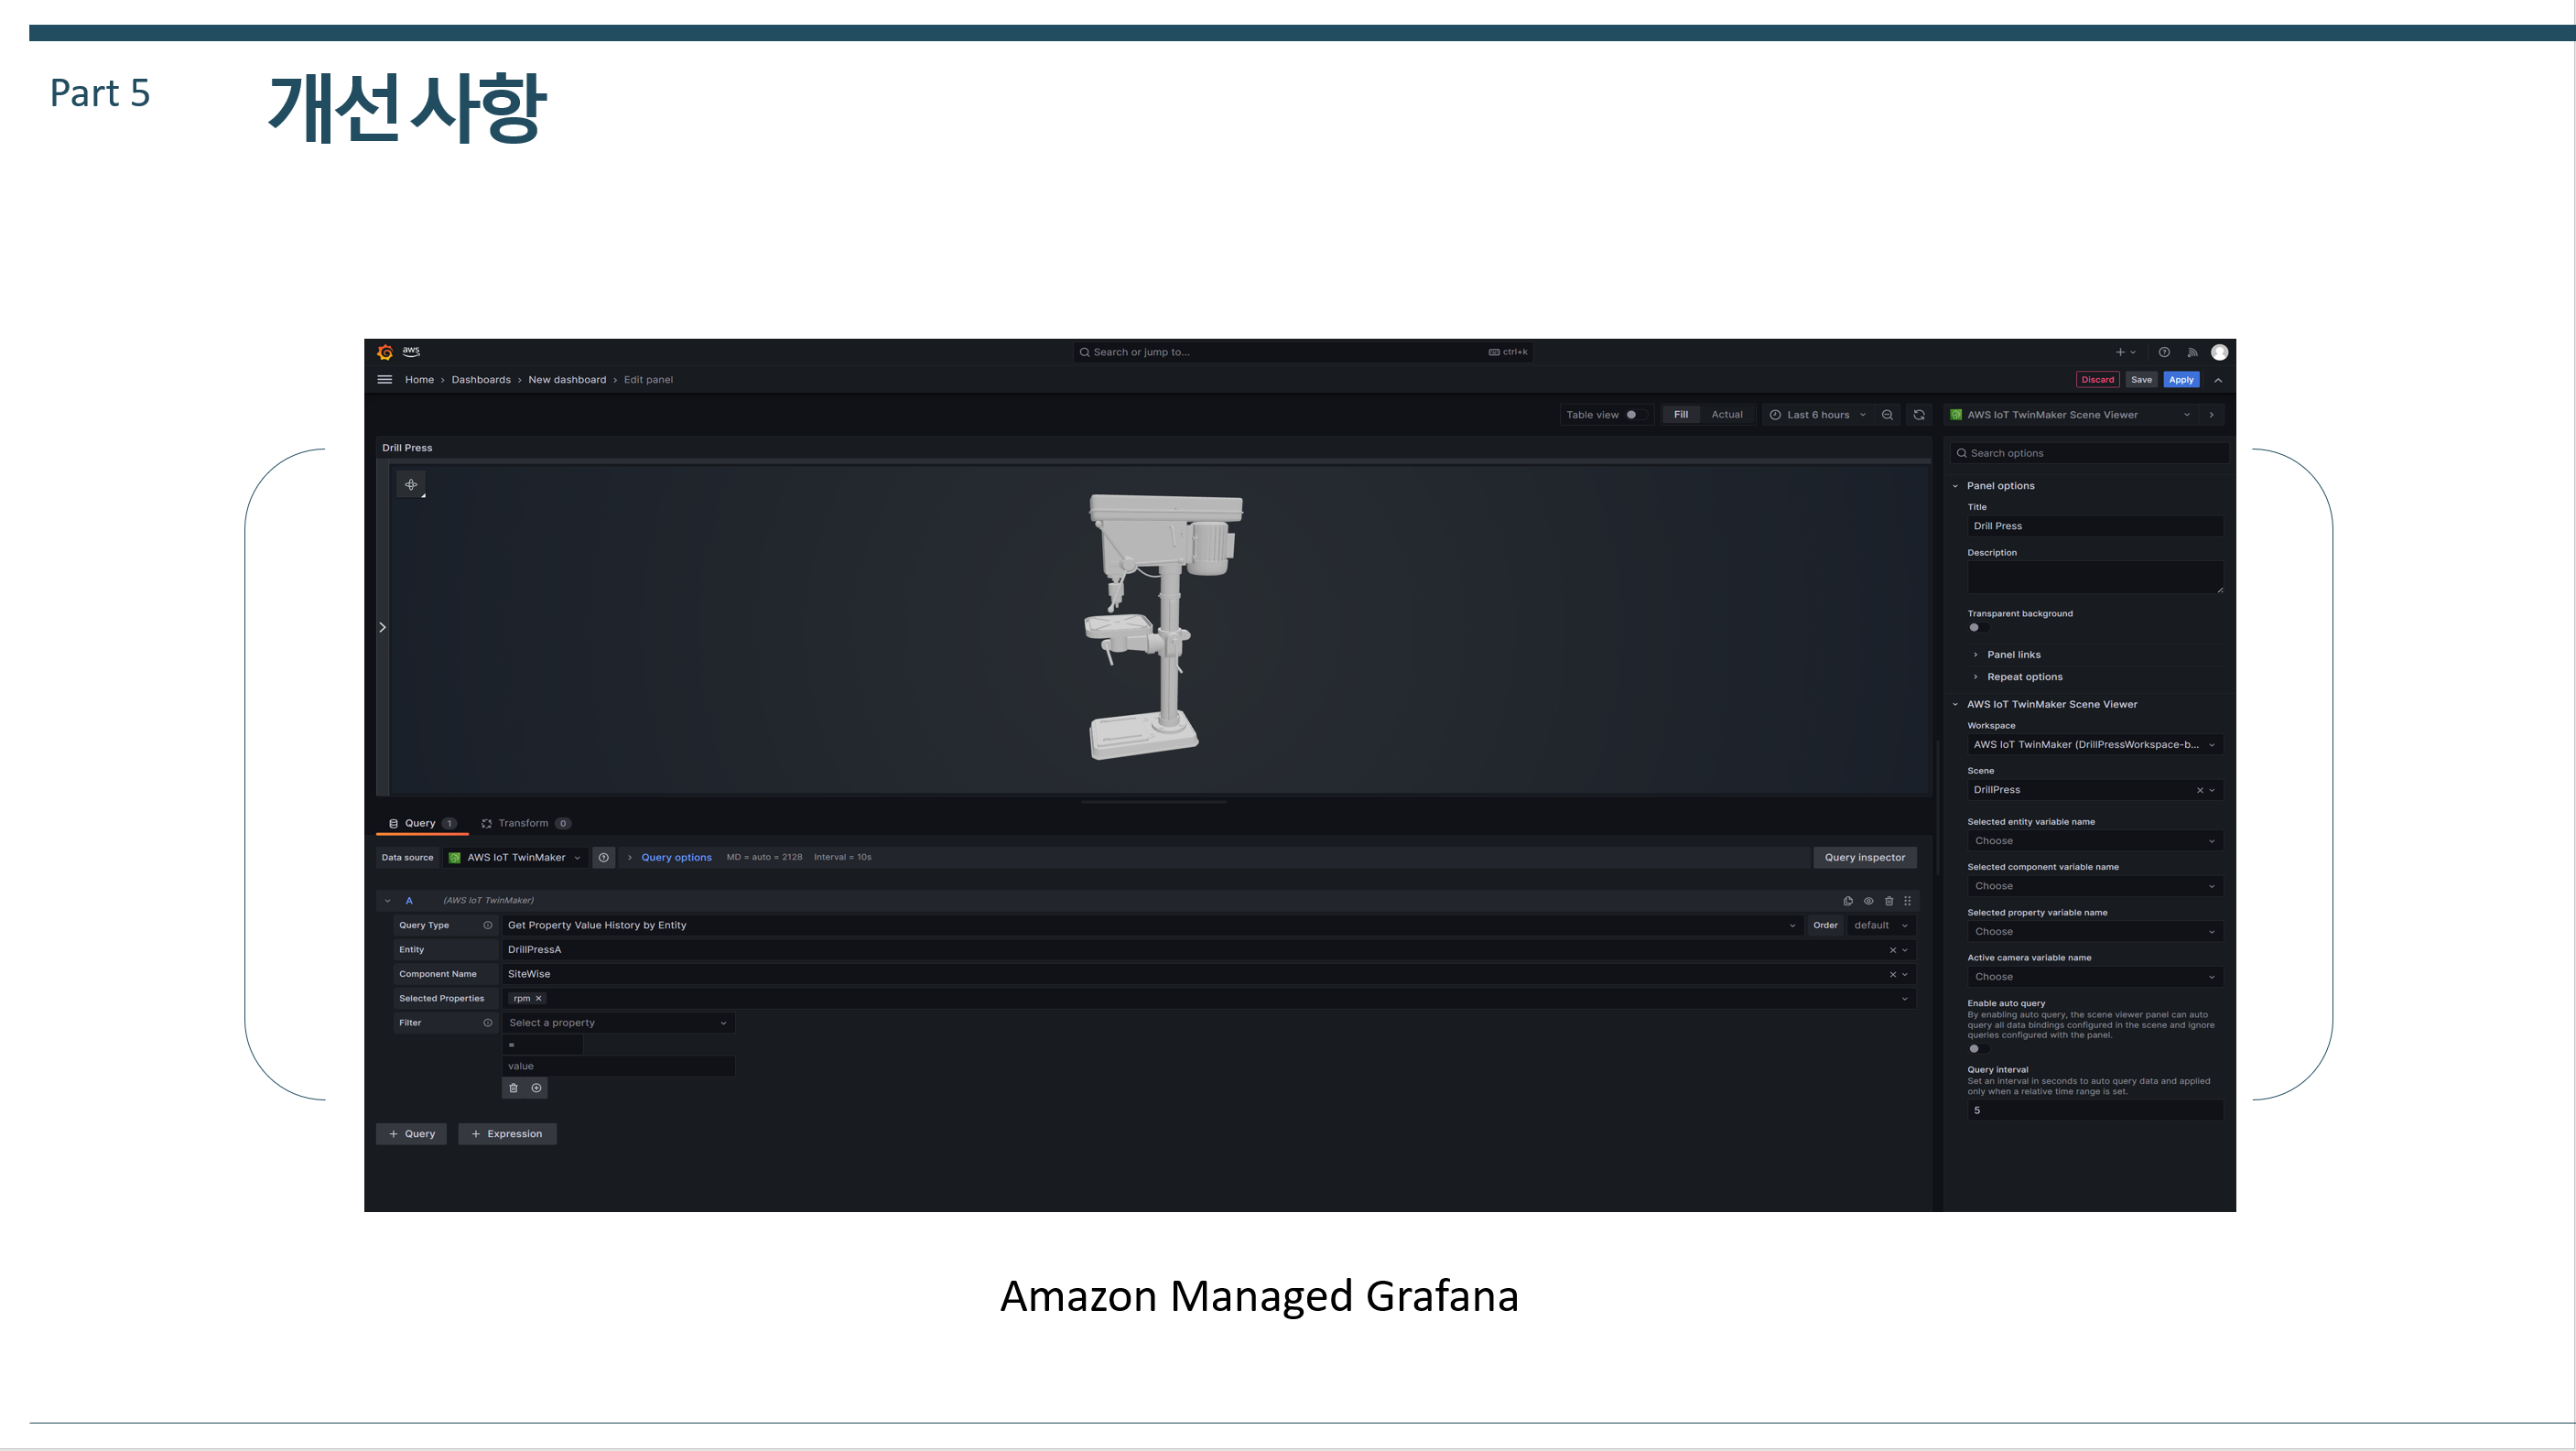 Part 5
개선사항
aws
Search or jump to...
ctrl+k
Home › Dashboards › New dashboard › Edit panel
Discard
Save
Apply
Table view
Fill
Actual
Last 6 hours
AWS IoT TwinMaker Scene Viewer
Drill Press
Search options
Panel options
Title
Drill Press
Description
Transparent background
Panel links
Repeat options
AWS IoT TwinMaker Scene Viewer
Workspace
AWS IoT TwinMaker (DrillPressWorkspace-b...
Scene
DrillPress
Selected entity variable name
Choose
Selected component variable name
Choose
Selected property variable name
Choose
Active camera variable name
Choose
Enable auto query
By enabling auto query, the scene viewer panel can auto
query all data bindings configured in the scene and ignore
queries configured with the panel.
Query interval
Set an interval in seconds to auto query data and applied
only when a relative time range is set.
5
Query 1
Transform 0
Data source
AWS IoT TwinMaker
Query options
MD = auto = 2128
Interval = 10s
Query inspector
A
(AWS IoT TwinMaker)
Query Type
Get Property Value History by Entity
Order
default
Entity
DrillPressA
Component Name
SiteWise
Selected Properties
rpm
Filter
Select a property
=
value
+ Query
+ Expression
Amazon Managed Grafana